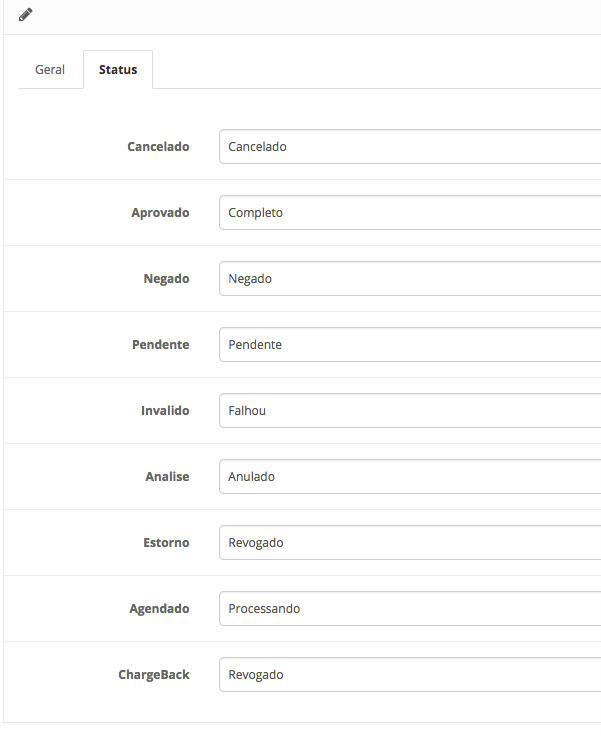 Geral Status
Cancelado Cancelado
Aprovado Completo
Negado Negado
Pendente Pendente
Invalido Falhou
Analise Anulado
Estorno Revogado
Agendado Processando
ChargeBack Revogado